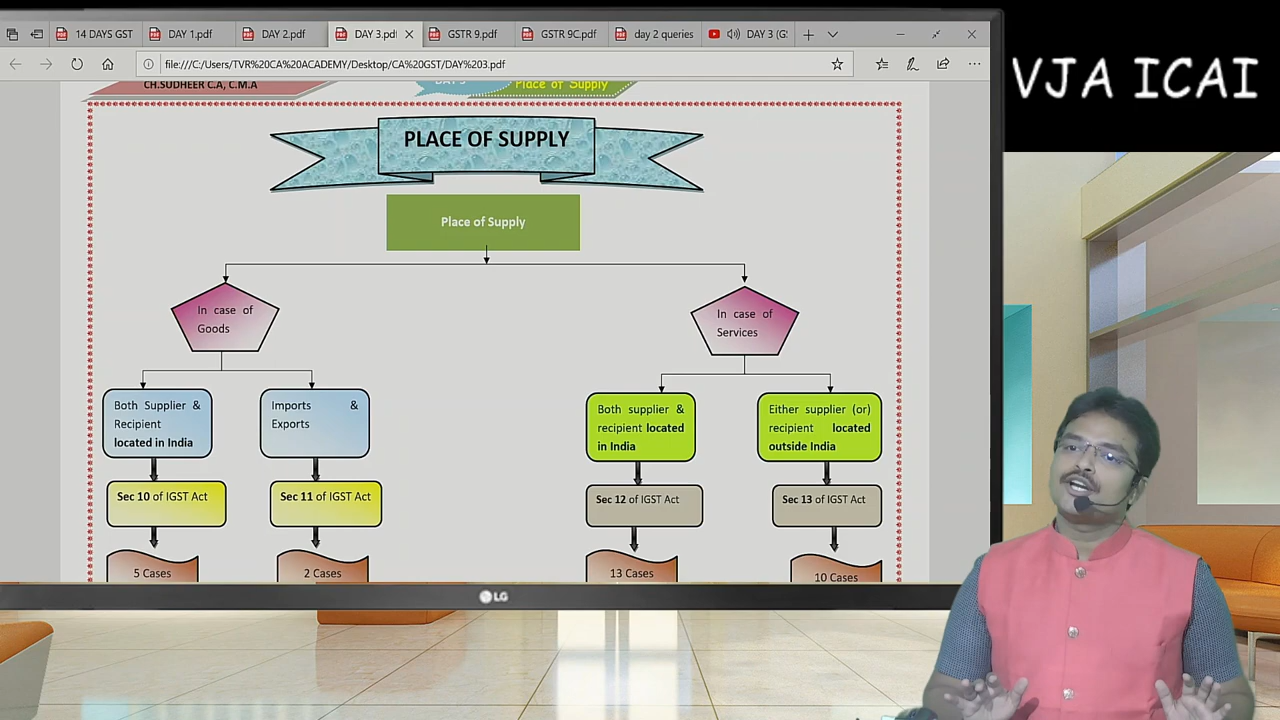 14 DAYS GST
DAY 1.pdf
DAY 2.pdf
DAY 3.pd
GSTR 9.pdf
GSTR 9C.pdf
day 2 queries
DAY 3 (G
file:///C:/Users/TVR%20CA%20ACADEMY/Desktop/CA%20GST/DAY%203.pdf
VJA ICAI
CH.SUDHEER C.A, C.M.A
Place of Supply
PLACE OF SUPPLY
Place of Supply
In case of
Goods
In case of
Services
Both Supplier &
Recipient
located in India
Imports &
Exports
Both supplier &
recipient located
in India
Either supplier (or)
recipient located
outside India
Sec 10 of IGST Act
Sec 11 of IGST Act
Sec 12 of IGST Act
Sec 13 of IGST Act
5 Cases
2 Cases
13 Cases
10 Cases
LG